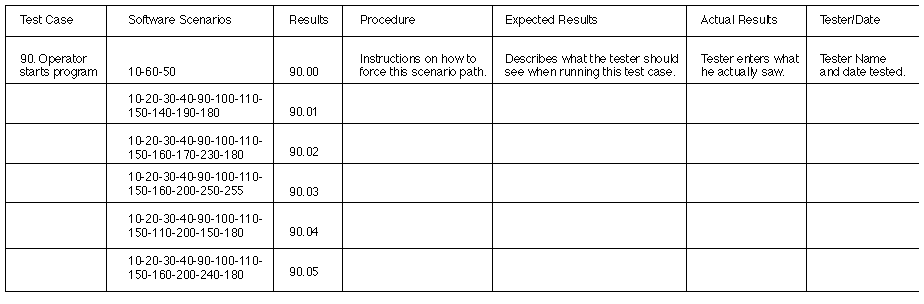 Test Case
Software Scenarios
Results
Procedure
Expected Results
Actual Results
Tester/Date
90. Operator
starts program
10-60-50
90.00
Instructions on how to
force this scenario path.
Describes what the tester should
see when running this test case.
Tester enters what
he actually saw.
Tester Name
and date tested.
10-20-30-40-90-100-110-
150-140-190-180
90.01
10-20-30-40-90-100-110-
150-160-170-230-180
90.02
10-20-30-40-90-100-110-
150-160-200-250-255
90.03
10-20-30-40-90-100-110-
150-110-200-150-180
90.04
10-20-30-40-90-100-110-
150-160-200-240-180
90.05